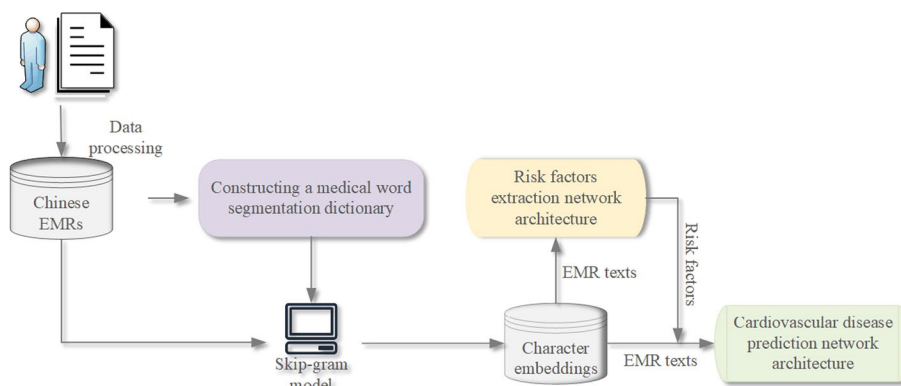 Data
processing
Chinese
EMRs
Constructing a medical word
segmentation dictionary
Risk factors
extraction network
architecture
Risk factors
EMR texts
Skip-gram
model
Character
embeddings
EMR texts
Cardiovascular disease
prediction network
architecture